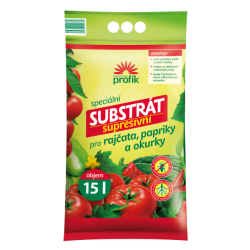 profík
speciální
SUBSTRÁT
supresivní
pro rajčata, papriky
a okurky
objem
15 l